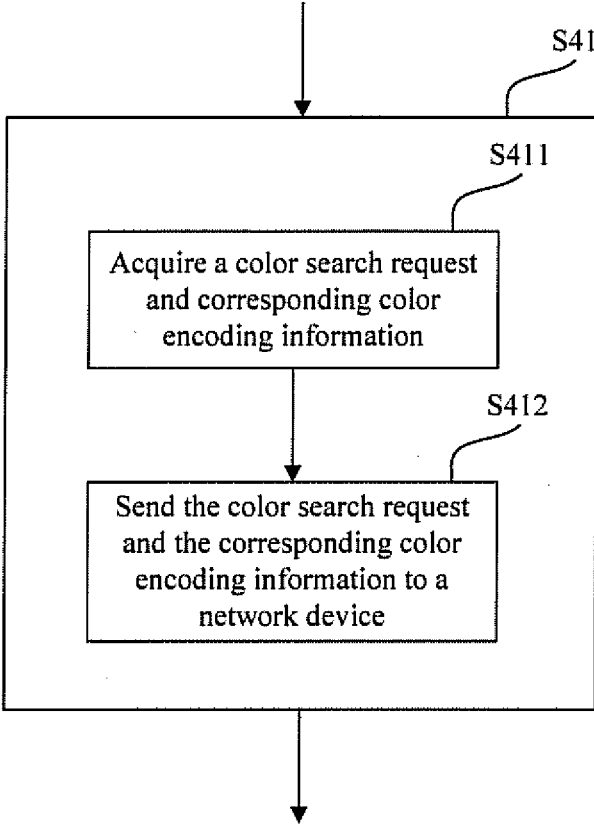 S41
S411
Acquire a color search request
and corresponding color
encoding information
S412
Send the color search request
and the corresponding color
encoding information to a
network device